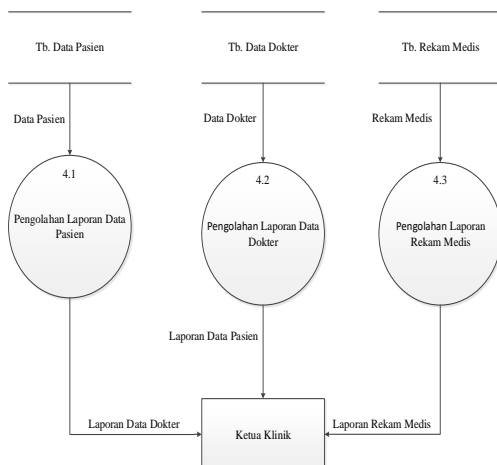 Tb. Data Pasien
Tb. Data Dokter
Tb. Rekam Medis
Data Pasien
Data Dokter
Rekam Medis
4.1
Pengolahan Laporan Data
Pasien
4.2
Pengolahan Laporan Data
Dokter
4.3
Pengolahan Laporan
Rekam Medis
Laporan Data Pasien
Laporan Data Dokter
Ketua Klinik
Laporan Rekam Medis